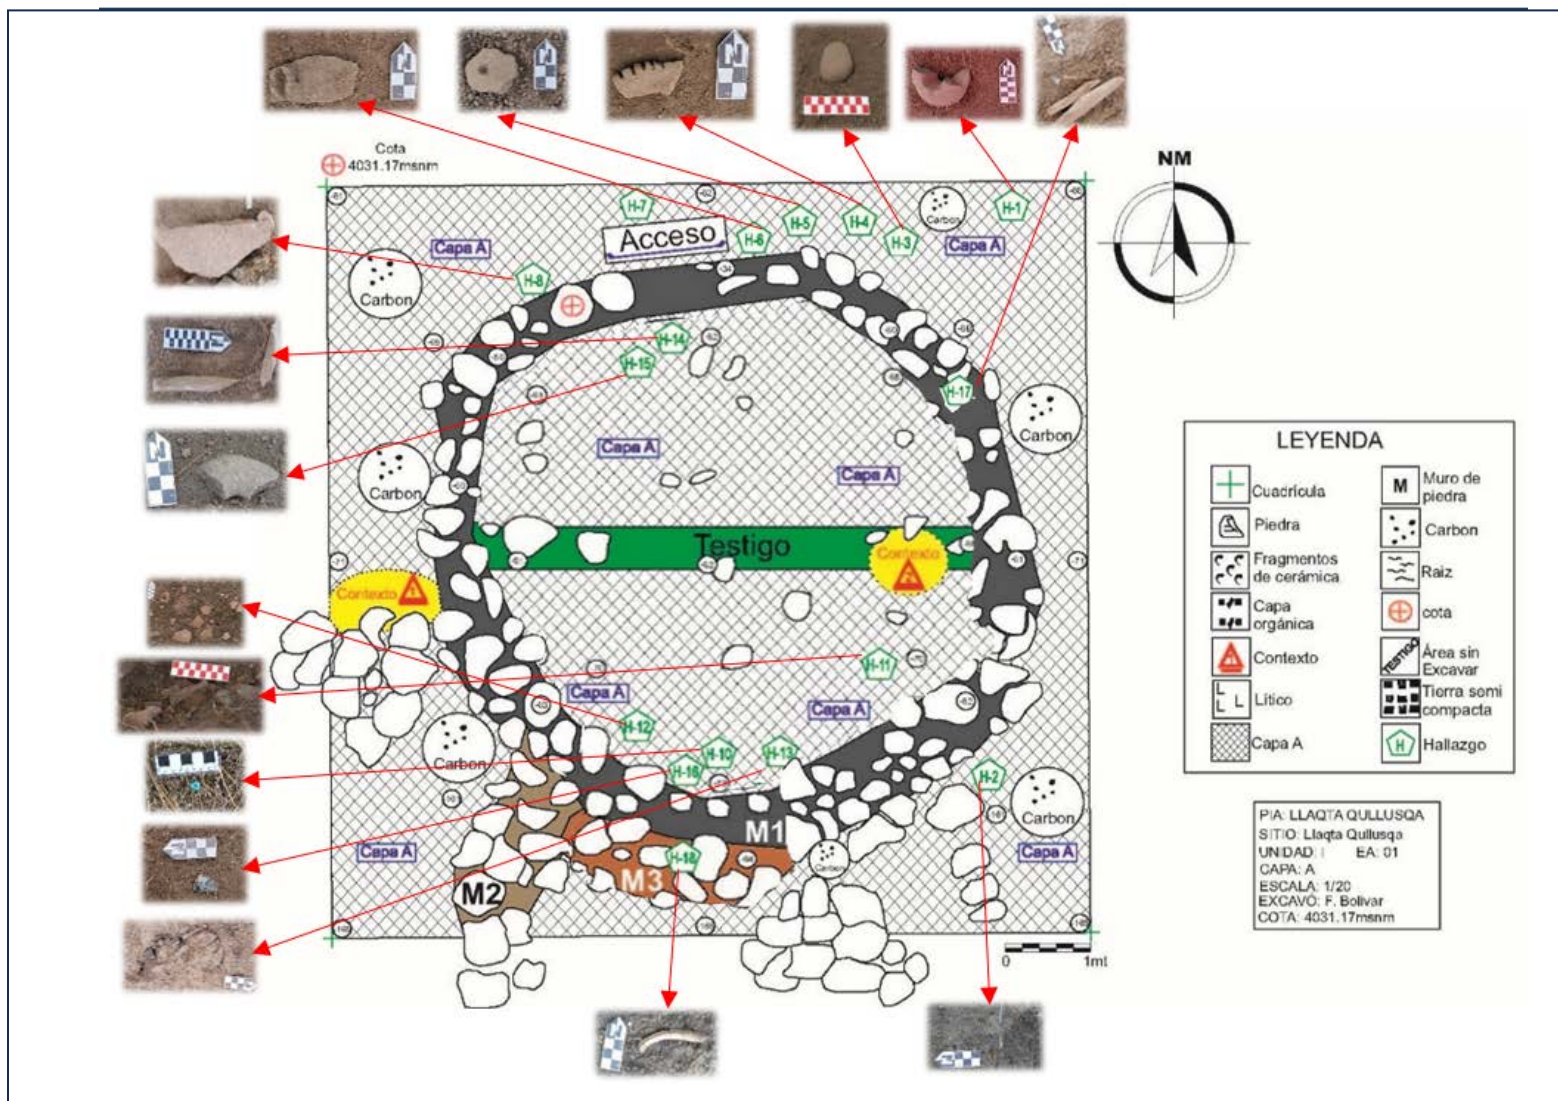 Cota
4031.17msnm
NM
H-7
H-5
H-4
H-3
H-1
H-6
Carbon
Acceso
Capa A
Capa A
H-8
Carbon
H-14
H-15
H-17
Carbon
Capa A
Capa A
Carbon
Testigo
Contexto
Contexto
H-11
Capa A
Capa A
H-12
H-10
H-13
H-16
H-2
Carbon
Carbon
M1
Capa A
H-18
Carbon
Capa A
M3
M2
0 1mt
LEYENDA
Cuadrícula
Piedra
Fragmentos
de cerámica
Capa
orgánica
Contexto
Lítico
Capa A
M Muro de
piedra
Carbon
Raiz
cota
TESTIGO Área sin
Excavar
Tierra semi
compacta
H Hallazgo
PIA: LLAQTA QULLUSQA
SITIO: Llaqta Qullusqa
UNIDAD: I EA: 01
CAPA: A
ESCALA: 1/20
EXCAVÓ: F. Bolivar
COTA: 4031.17msnm